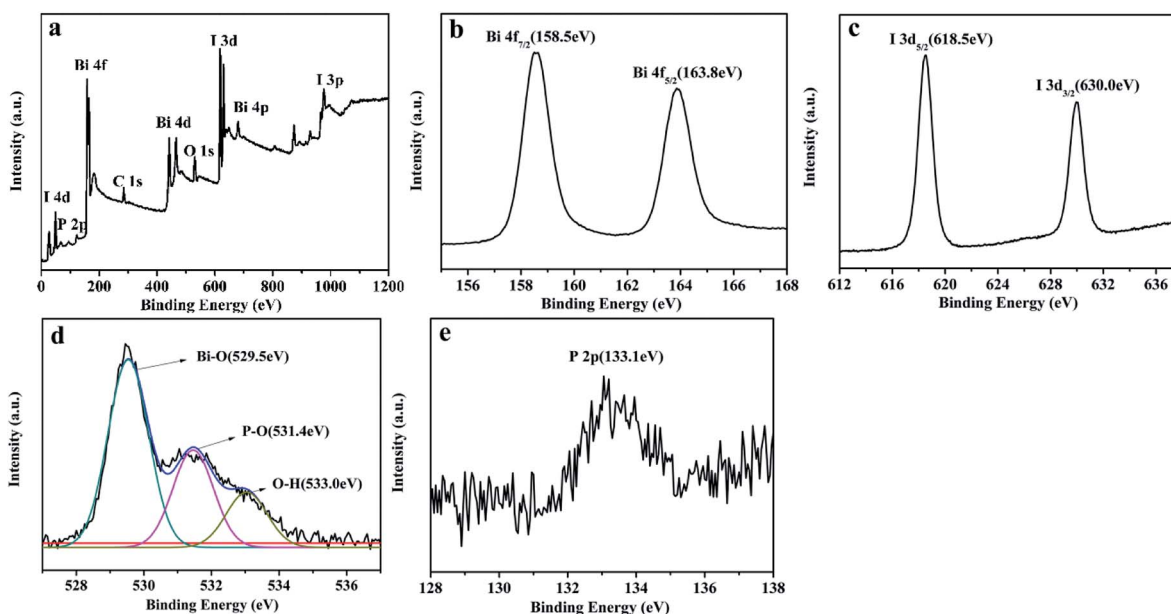 a
I 3d
Bi 4f
I 3p
Bi 4p
Bi 4d
O 1s
C 1s
I 4d
P 2p
Intensity (a.u.)
0 200 400 600 800 1000 1200
Binding Energy (eV)
b
Bi 4f7/2(158.5eV)
Bi 4f5/2(163.8eV)
Intensity (a.u.)
156 158 160 162 164 166 168
Binding Energy (eV)
c
I 3d5/2(618.5eV)
I 3d3/2(630.0eV)
Intensity (a.u.)
612 616 620 624 628 632 636
Binding Energy (eV)
d
Bi-O(529.5eV)
P-O(531.4eV)
O-H(533.0eV)
Intensity (a.u.)
528 530 532 534 536
Binding Energy (eV)
e
P 2p(133.1eV)
Intensity (a.u.)
128 130 132 134 136 138
Binding Energy (eV)